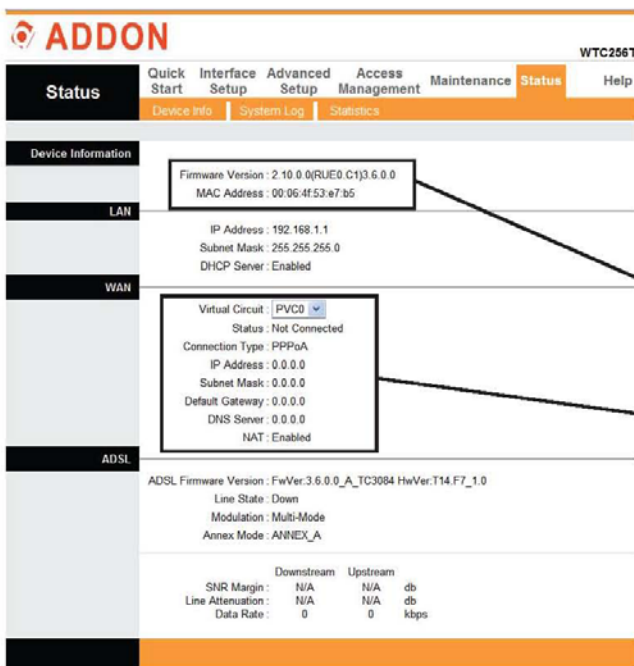 ADDON
WTC256T
Status
Quick Start
Interface Setup
Advanced Setup
Access Management
Maintenance
Status
Help
Device Info
System Log
Statistics
Device Information
Firmware Version : 2.10.0.0(RUE0.C1)3.6.0.0
MAC Address : 00:06:4f:53:e7:b5
LAN
IP Address : 192.168.1.1
Subnet Mask : 255.255.255.0
DHCP Server : Enabled
WAN
Virtual Circuit : PVC0
Status : Not Connected
Connection Type : PPPoA
IP Address : 0.0.0.0
Subnet Mask : 0.0.0.0
Default Gateway : 0.0.0.0
DNS Server : 0.0.0.0
NAT : Enabled
ADSL
ADSL Firmware Version : FwVer:3.6.0.0_A_TC3084 HwVer:T14.F7_1.0
Line State : Down
Modulation : Multi-Mode
Annex Mode : ANNEX_A
Downstream Upstream
SNR Margin : N/A N/A db
Line Attenuation : N/A N/A db
Data Rate : 0 0 kbps